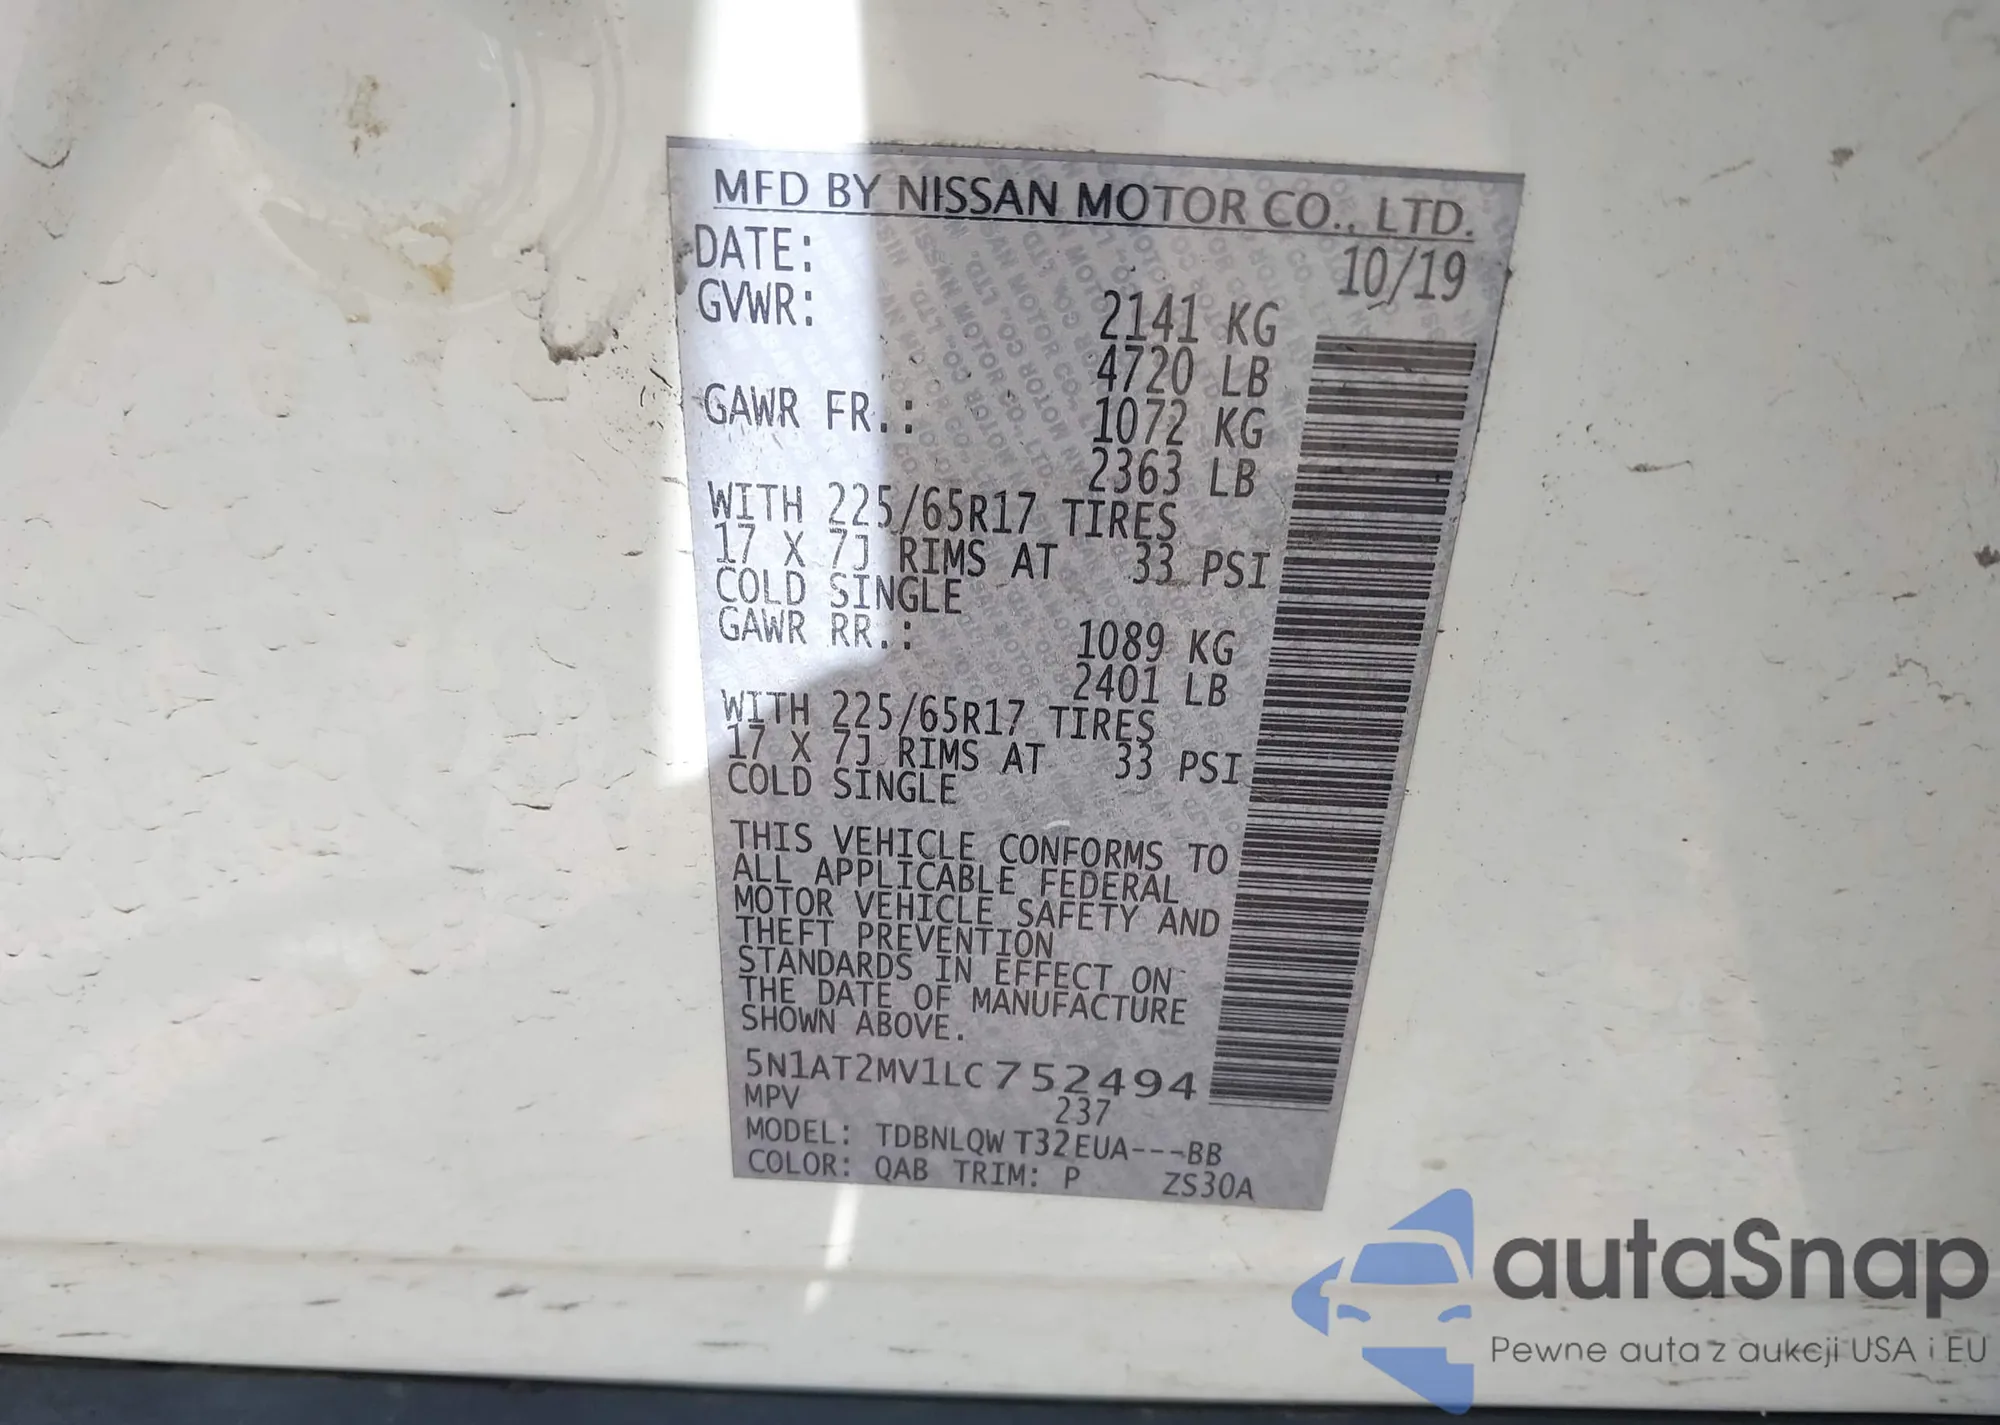 MFD BY NISSAN MOTOR CO., LTD.
DATE: 10/19
GVWR: 2141 KG
4720 LB
GAWR FR.: 1072 KG
2363 LB
WITH 225/65R17 TIRES
17 X 7J RIMS AT 33 PSI
COLD SINGLE
GAWR RR.: 1089 KG
2401 LB
WITH 225/65R17 TIRES
17 X 7J RIMS AT 33 PSI
COLD SINGLE
THIS VEHICLE CONFORMS TO
ALL APPLICABLE FEDERAL
MOTOR VEHICLE SAFETY AND
THEFT PREVENTION
STANDARDS IN EFFECT ON
THE DATE OF MANUFACTURE
SHOWN ABOVE.
5N1AT2MV1LC752494
MPV 237
MODEL: TDBNLQW T32EUA---BB
COLOR: QAB TRIM: P ZS30A
autaSnap
Pewne auta z aukcji USA i EU